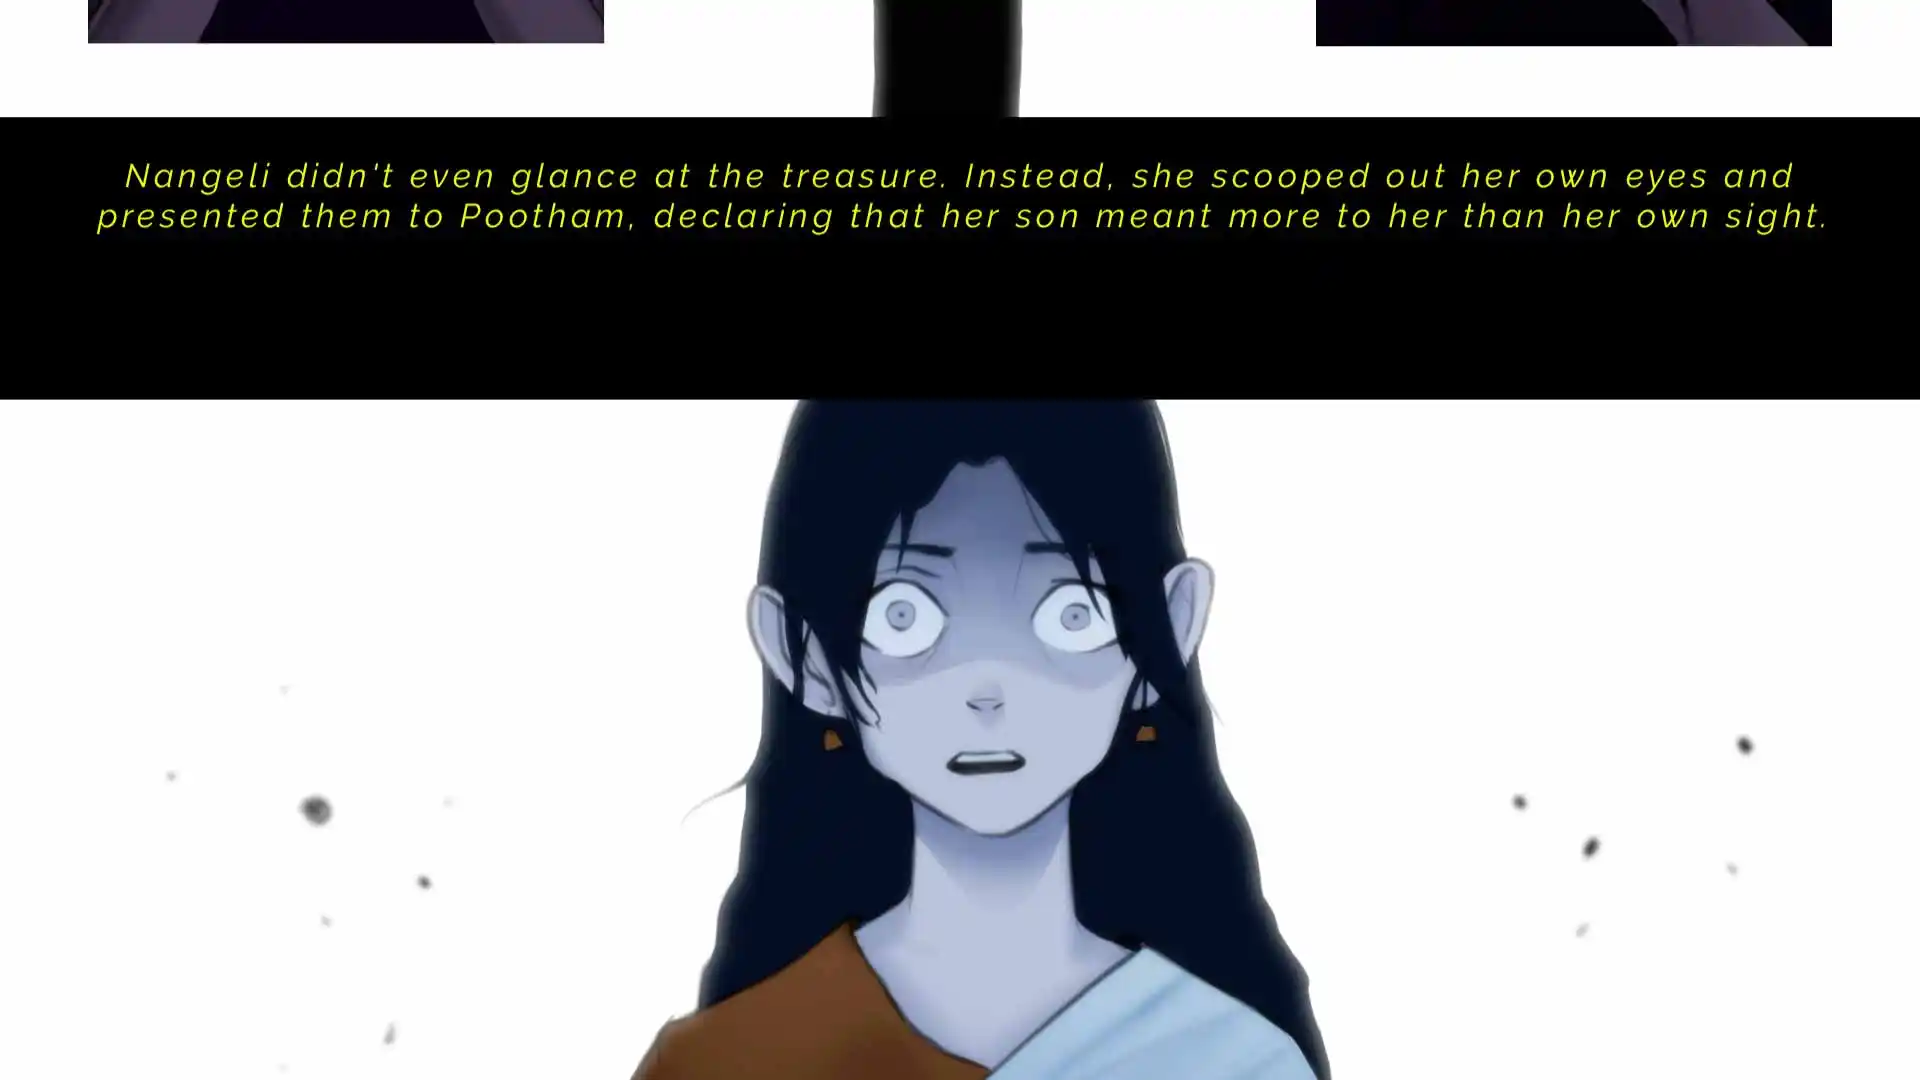 Nangeli didn't even glance at the treasure. Instead, she scooped out her own eyes and
presented them to Pootham, declaring that her son meant more to her than her own sight.